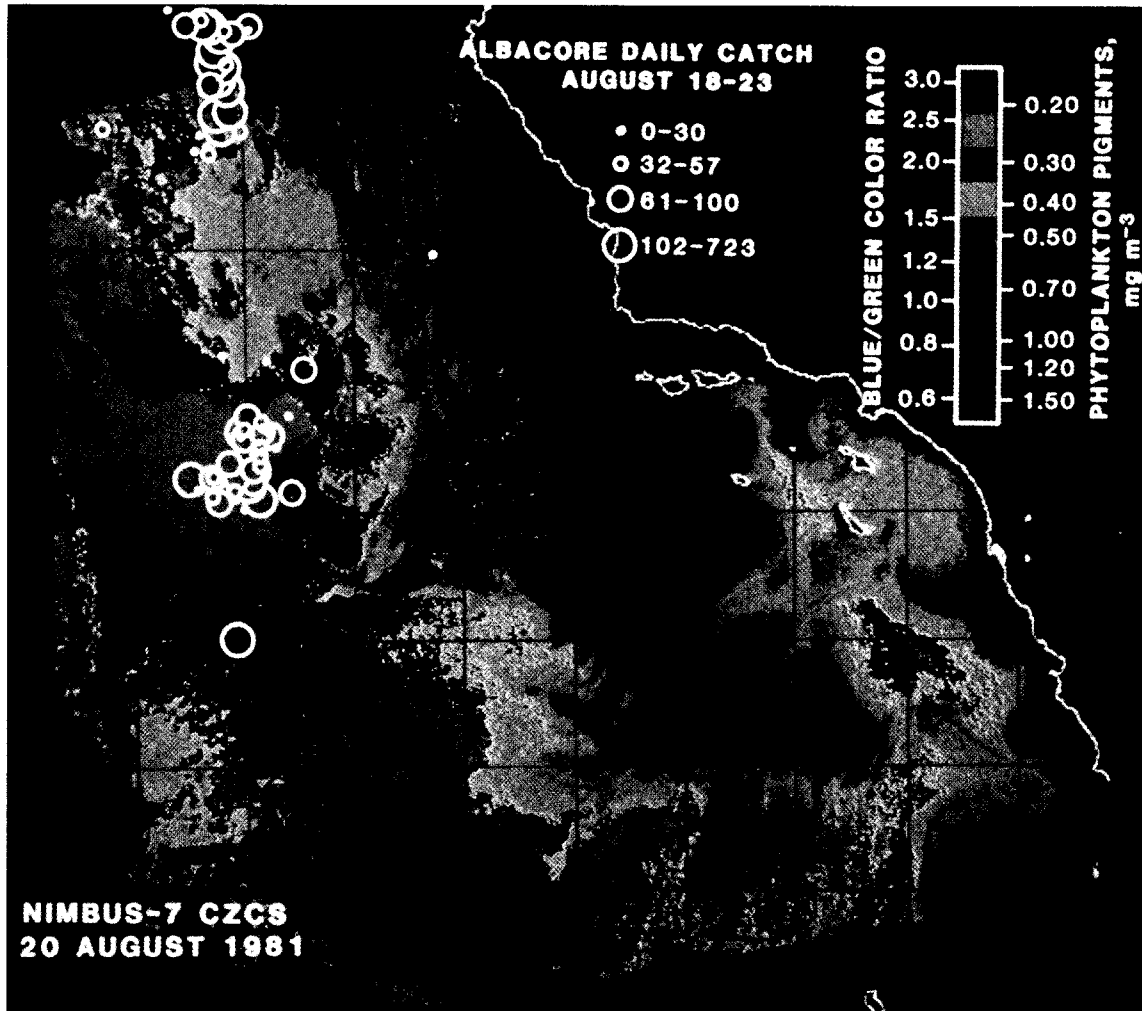 ALBACORE DAILY CATCH
AUGUST 18-23
0-30
32-57
61-100
102-723
BLUE/GREEN COLOR RATIO
3.0
2.5
2.0
1.5
1.2
1.0
0.8
0.6
0.20
0.30
0.40
0.50
0.70
1.00
1.20
1.50
PHYTOPLANKTON PIGMENTS,
mg m⁻³
NIMBUS-7 CZCS
20 AUGUST 1981